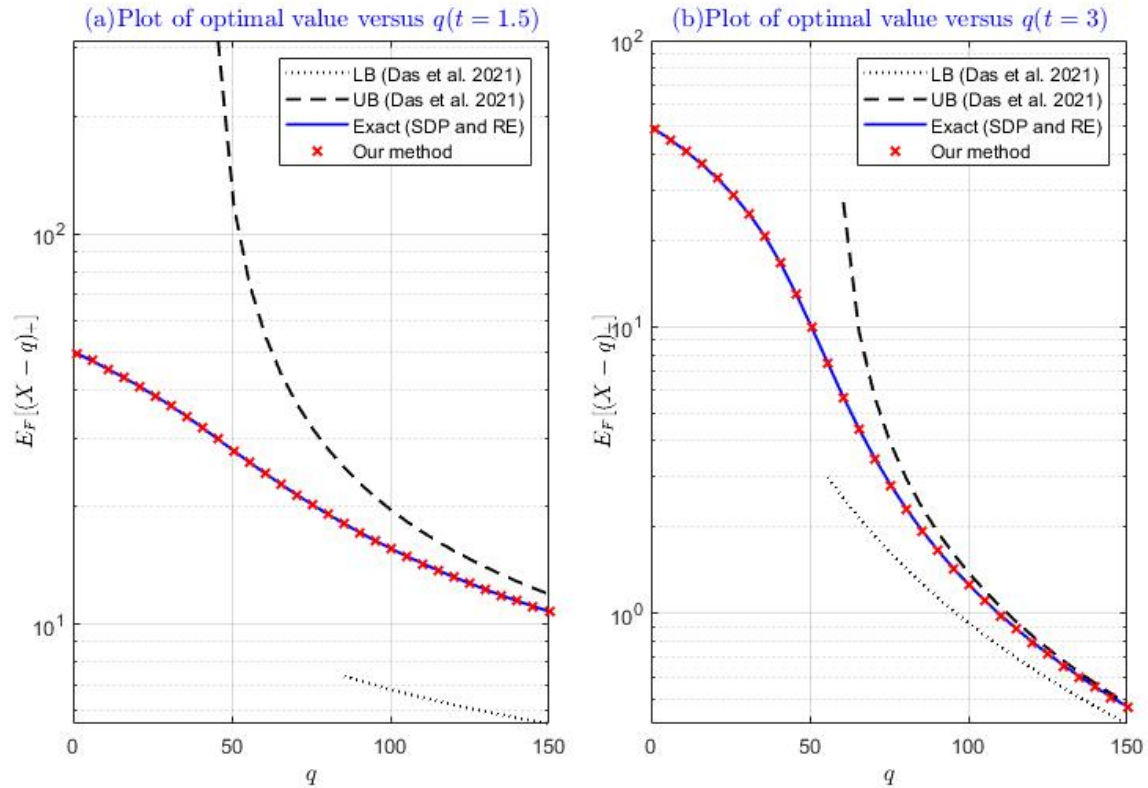 (a)Plot of optimal value versus q(t = 1.5)
10²
10¹
0
50
100
150
q
E_F[(X − q)₊]
LB (Das et al. 2021)
UB (Das et al. 2021)
Exact (SDP and RE)
Our method
(b)Plot of optimal value versus q(t = 3)
10²
10¹
10⁰
0
50
100
150
q
E_F[(X − q)₊]
LB (Das et al. 2021)
UB (Das et al. 2021)
Exact (SDP and RE)
Our method